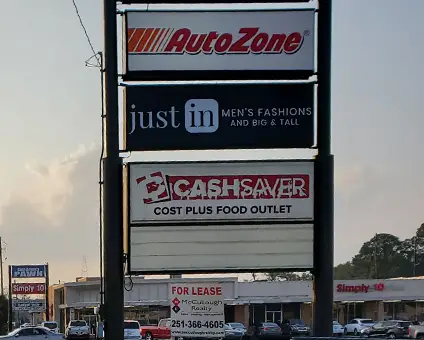 AutoZone
just in MEN'S FASHIONS
AND BIG & TALL
CASHSAVER
COST PLUS FOOD OUTLET
FOR LEASE
McCullough
Realty
251-366-4605
PAWN
Simply 10
Simply 10